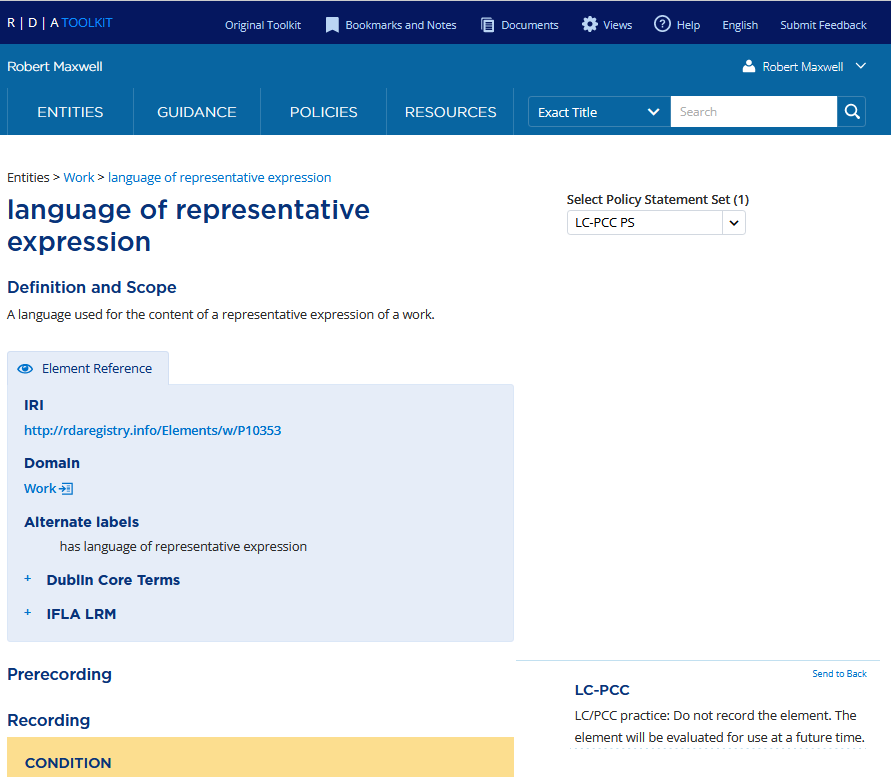 R | D | A TOOLKIT
Original Toolkit
Bookmarks and Notes
Documents
Views
Help
English
Submit Feedback
Robert Maxwell
Robert Maxwell
ENTITIES
GUIDANCE
POLICIES
RESOURCES
Exact Title
Search
Entities > Work > language of representative expression
language of representative
expression
Select Policy Statement Set (1)
LC-PCC PS
Definition and Scope
A language used for the content of a representative expression of a work.
Element Reference
IRI
http://rdaregistry.info/Elements/w/P10353
Domain
Work
Alternate labels
has language of representative expression
+ Dublin Core Terms
+ IFLA LRM
Prerecording
Recording
CONDITION
Send to Back
LC-PCC
LC/PCC practice: Do not record the element. The
element will be evaluated for use at a future time.